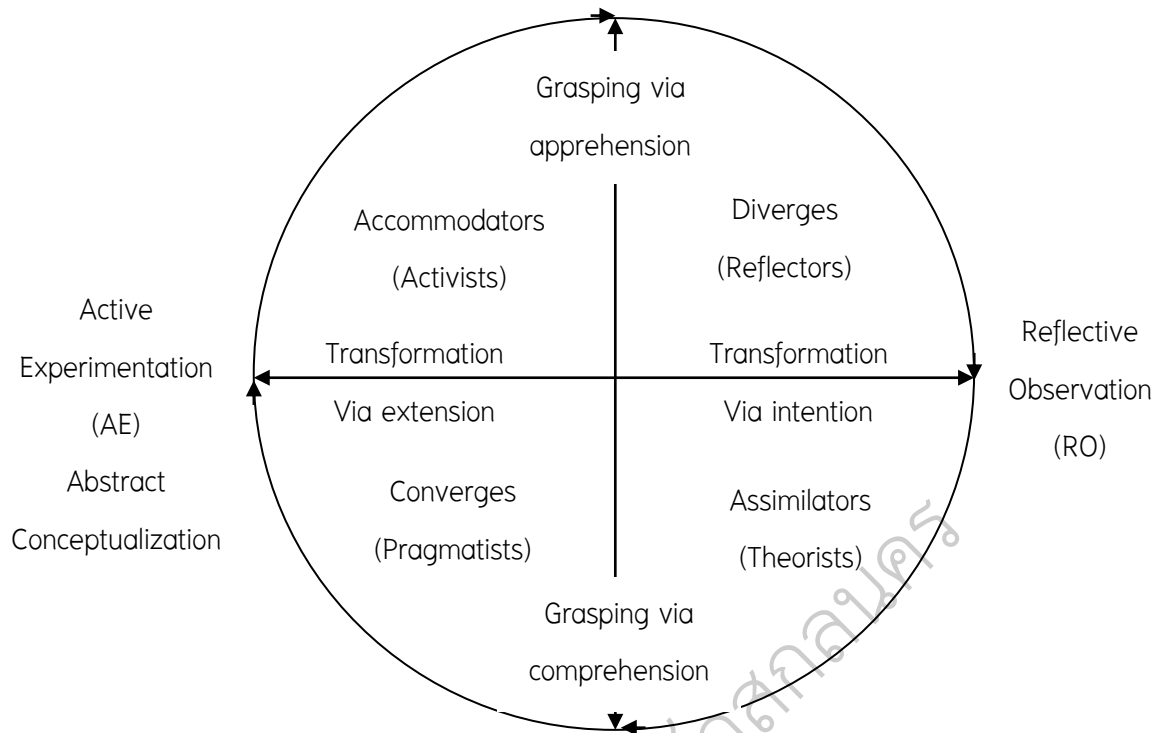 Grasping via
apprehension
Accommodators
(Activists)
Diverges
(Reflectors)
Active
Experimentation
(AE)
Abstract
Conceptualization
Transformation
Via extension
Transformation
Via intention
Reflective
Observation
(RO)
Converges
(Pragmatists)
Assimilators
(Theorists)
Grasping via
comprehension